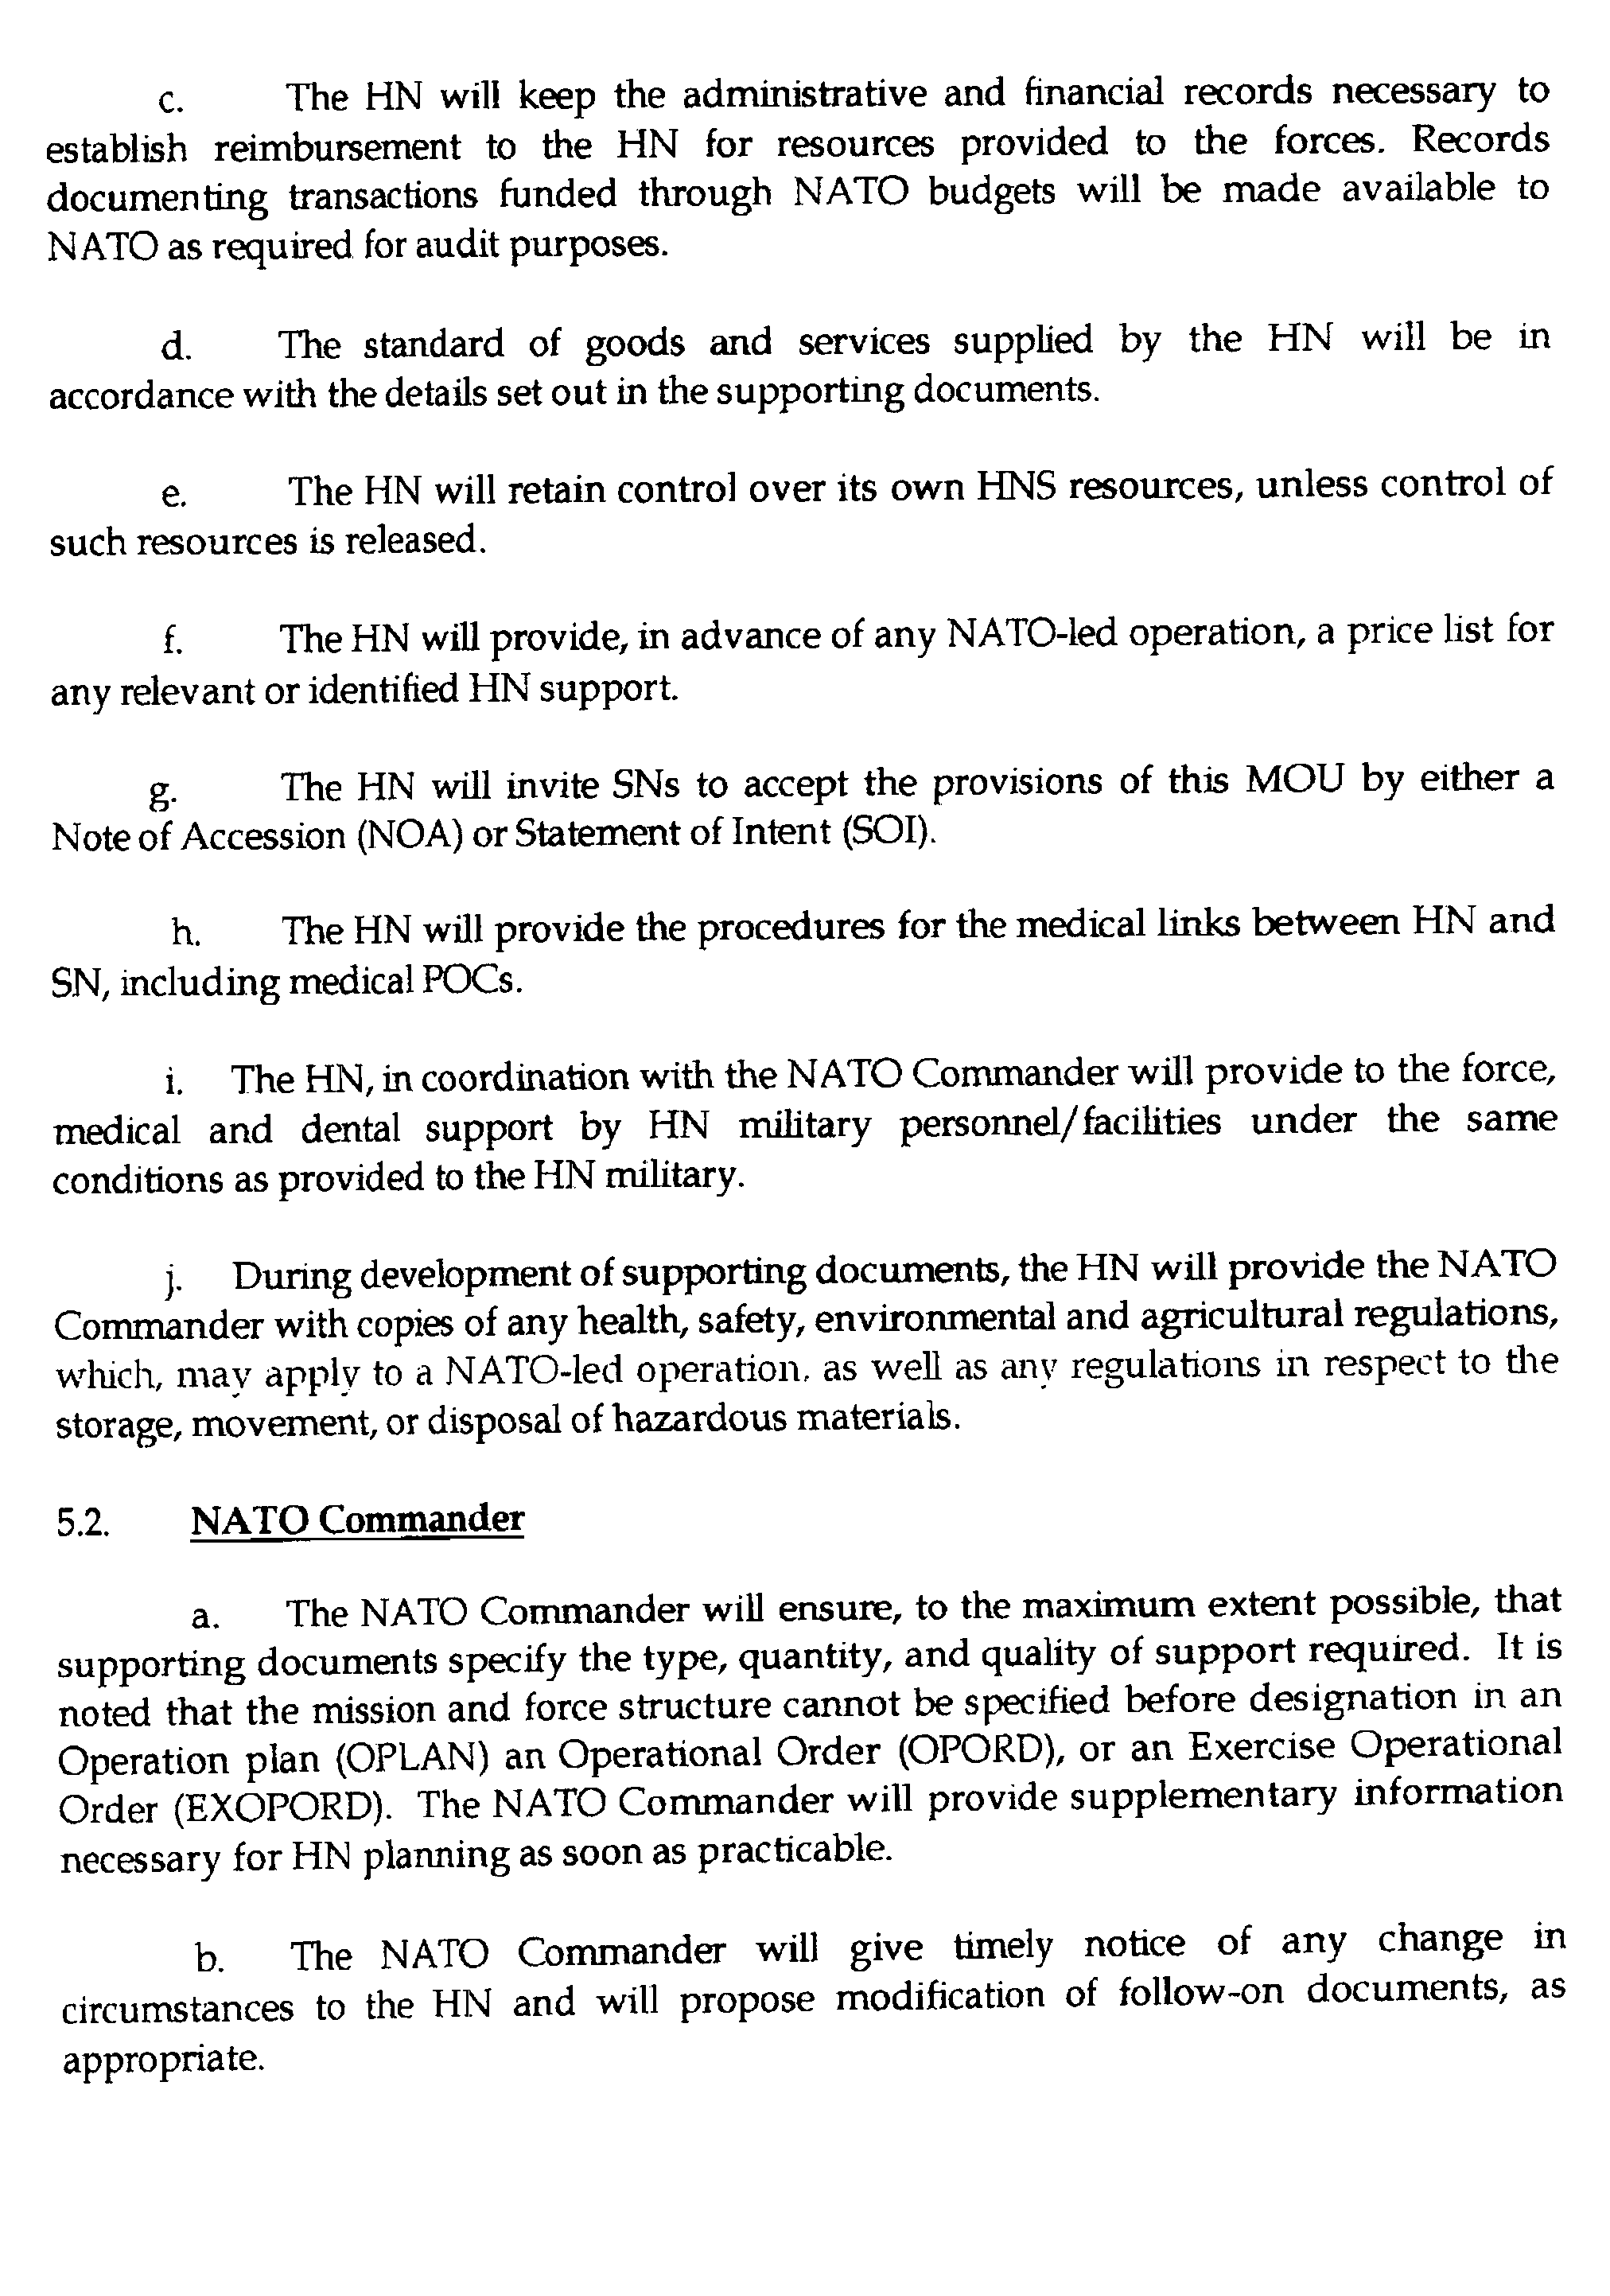 c. The HN will keep the administrative and financial records necessary to
establish reimbursement to the HN for resources provided to the forces. Records
documenting transactions funded through NATO budgets will be made available to
NATO as required for audit purposes.
d. The standard of goods and services supplied by the HN will be in
accordance with the details set out in the supporting documents.
e. The HN will retain control over its own HNS resources, unless control of
such resources is released.
f. The HN will provide, in advance of any NATO-led operation, a price list for
any relevant or identified HN support.
g. The HN will invite SNs to accept the provisions of this MOU by either a
Note of Accession (NOA) or Statement of Intent (SOI).
h. The HN will provide the procedures for the medical links between HN and
SN, including medical POCs.
i. The HN, in coordination with the NATO Commander will provide to the force,
medical and dental support by HN military personnel/facilities under the same
conditions as provided to the HN military.
j. During development of supporting documents, the HN will provide the NATO
Commander with copies of any health, safety, environmental and agricultural regulations,
which, may apply to a NATO-led operation, as well as any regulations in respect to the
storage, movement, or disposal of hazardous materials.
5.2. NATO Commander
a. The NATO Commander will ensure, to the maximum extent possible, that
supporting documents specify the type, quantity, and quality of support required. It is
noted that the mission and force structure cannot be specified before designation in an
Operation plan (OPLAN) an Operational Order (OPORD), or an Exercise Operational
Order (EXOPORD). The NATO Commander will provide supplementary information
necessary for HN planning as soon as practicable.
b. The NATO Commander will give timely notice of any change in
circumstances to the HN and will propose modification of follow-on documents, as
appropriate.